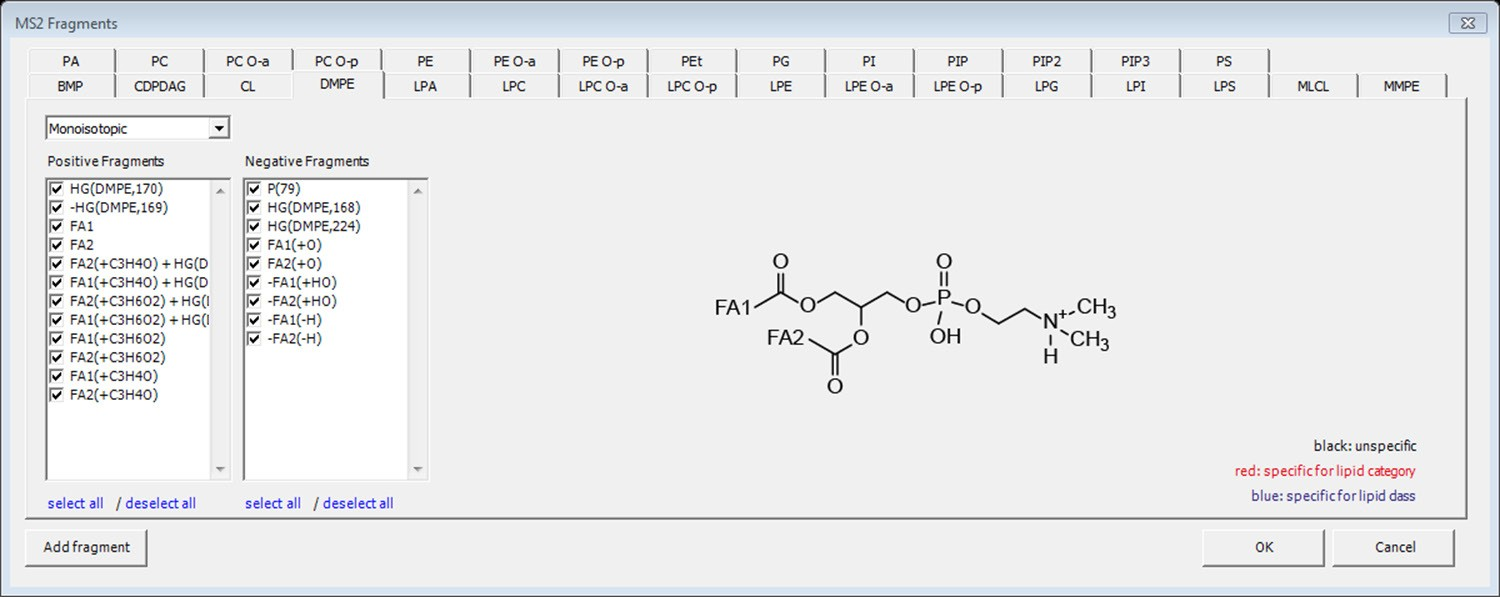 MS2 Fragments
PA PC PC O-a PC O-p PE PE O-a PE O-p PEt PG PI PIP PIP2 PIP3 PS
BMP CDPDAG CL DMPE LPA LPC LPC O-a LPC O-p LPE LPE O-a LPE O-p LPG LPI LPS MLCL MMPE
Monoisotopic
Positive Fragments
HG(DMPE,170)
-HG(DMPE,169)
FA1
FA2
FA2(+C3H4O) + HG(D
FA1(+C3H4O) + HG(D
FA2(+C3H6O2) + HG(
FA1(+C3H6O2) + HG(
FA1(+C3H6O2)
FA2(+C3H6O2)
FA1(+C3H4O)
FA2(+C3H4O)
select all / deselect all
Negative Fragments
P(79)
HG(DMPE,168)
HG(DMPE,224)
FA1(+O)
FA2(+O)
-FA1(+HO)
-FA2(+HO)
-FA1(-H)
-FA2(-H)
select all / deselect all
O O
FA1 O O P O N+ CH3
FA2 O OH CH3
H
O
black: unspecific
red: specific for lipid category
blue: specific for lipid class
Add fragment
OK
Cancel